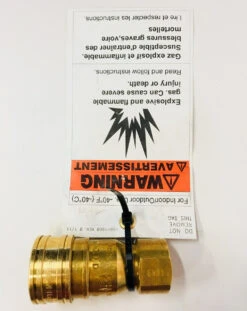 DO NOT
REMOVE
THIS TAG
For Indoor/Outdoor -40°F (-40°C)
WARNING
AVERTISSEMENT
Explosive and flammable
gas. Can cause severe
injury or death.
Read and follow instructions.
Gaz explosif et inflammable.
Susceptible d'entraîner des
blessures graves, voire
mortelles
Lire et respecter les instructions.